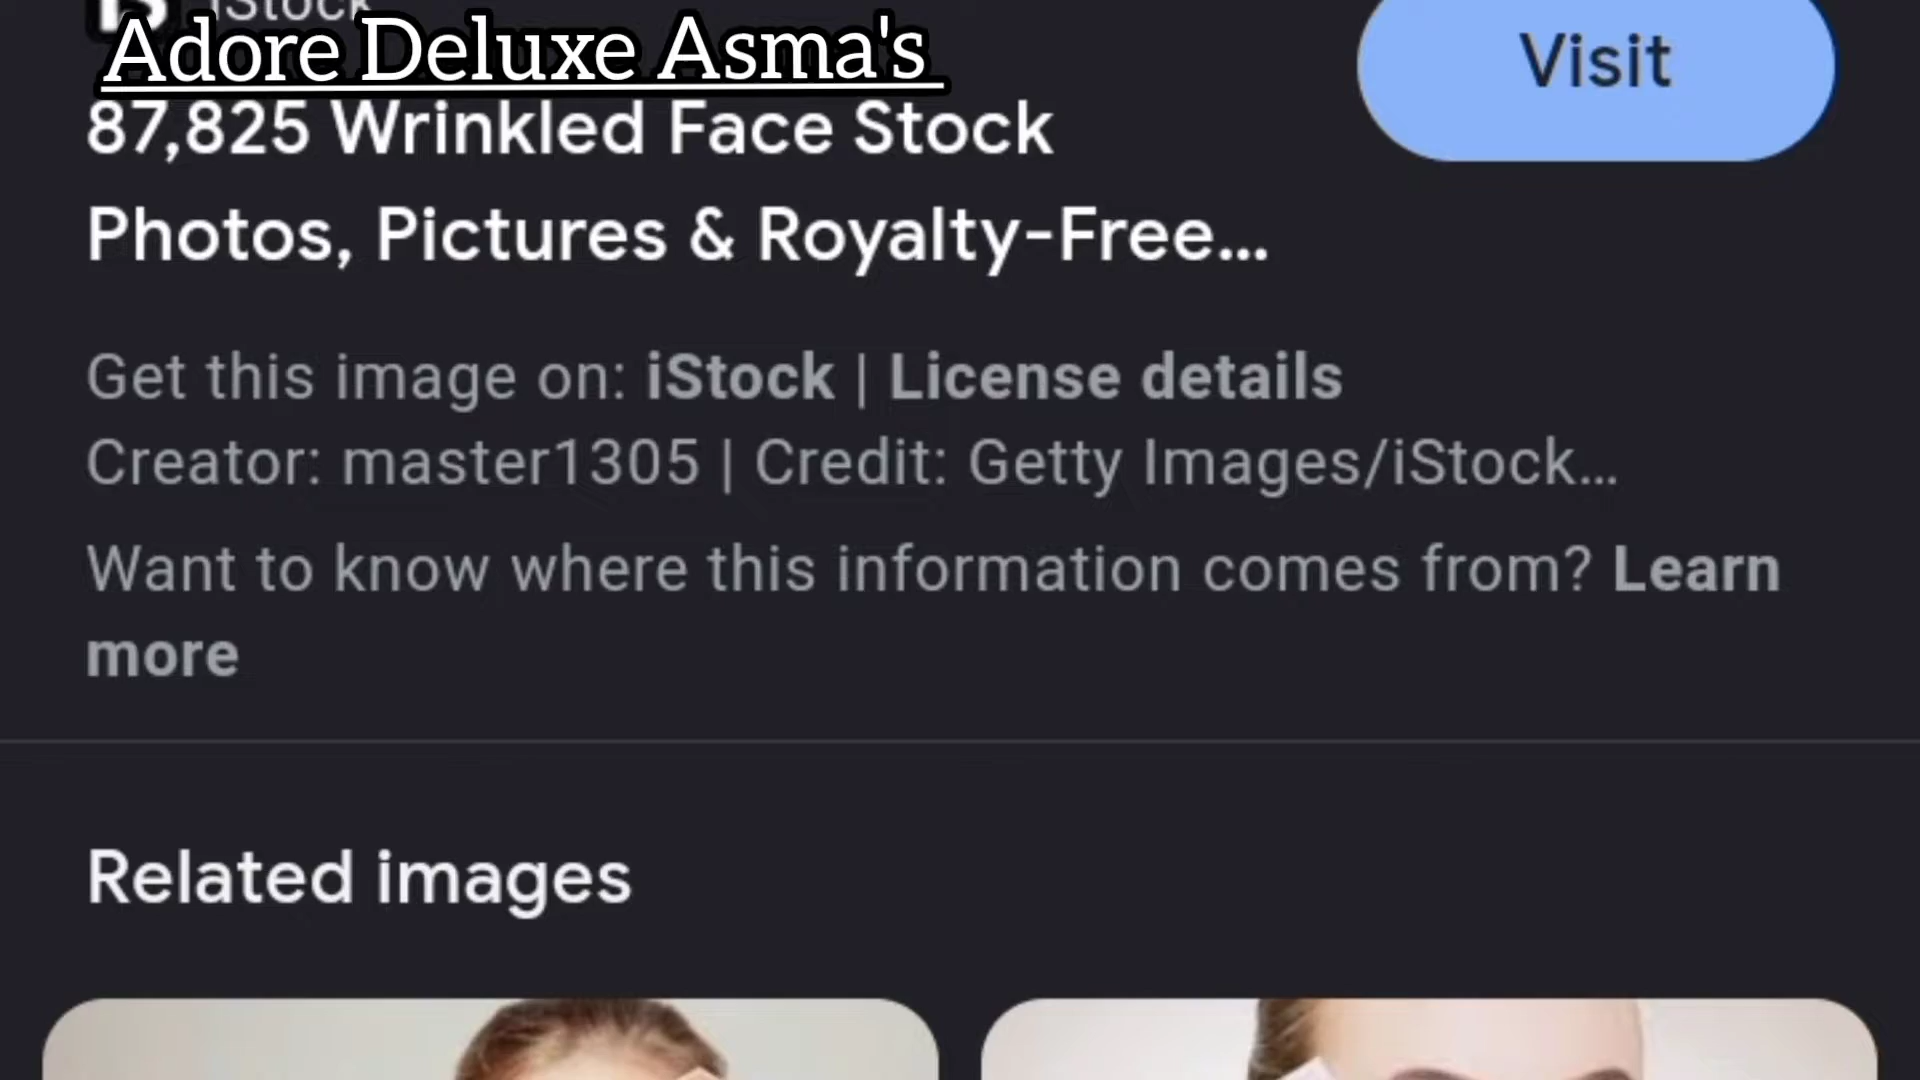 iStock
Adore Deluxe Asma's
Visit
87,825 Wrinkled Face Stock
Photos, Pictures & Royalty-Free...
Get this image on: iStock | License details
Creator: master1305 | Credit: Getty Images/iStock...
Want to know where this information comes from? Learn
more
Related images